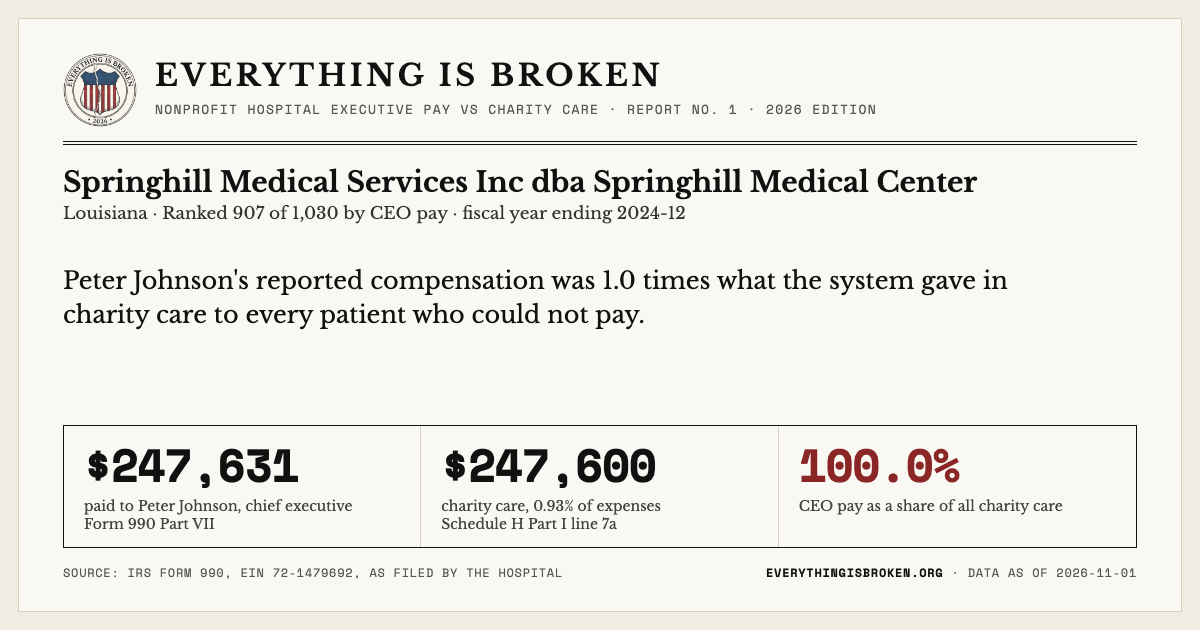 EVERYTHING IS BROKEN
2026
EVERYTHING IS BROKEN
NONPROFIT HOSPITAL EXECUTIVE PAY VS CHARITY CARE · REPORT NO. 1 · 2026 EDITION
Springhill Medical Services Inc dba Springhill Medical Center
Louisiana · Ranked 907 of 1,030 by CEO pay · fiscal year ending 2024-12
Peter Johnson's reported compensation was 1.0 times what the system gave in
charity care to every patient who could not pay.
$247,631
paid to Peter Johnson, chief executive
Form 990 Part VII
$247,600
charity care, 0.93% of expenses
Schedule H Part I line 7a
100.0%
CEO pay as a share of all charity care
SOURCE: IRS FORM 990, EIN 72-1479692, AS FILED BY THE HOSPITAL
EVERYTHINGISBROKEN.ORG · DATA AS OF 2026-11-01